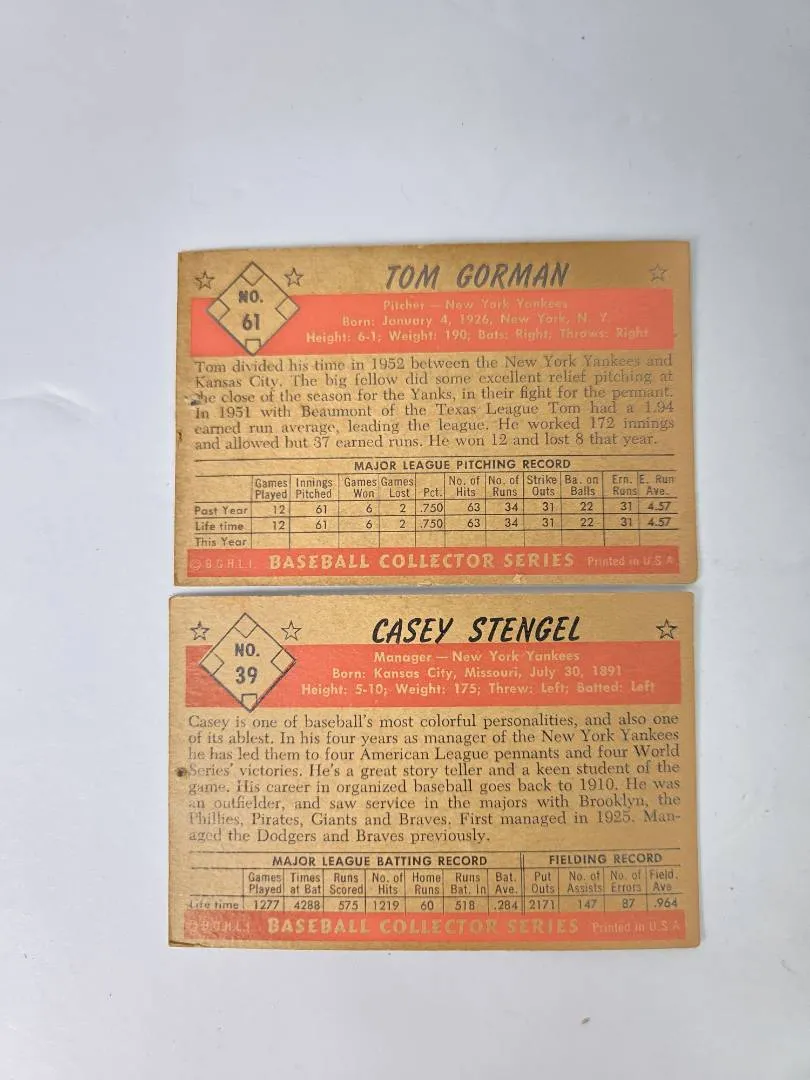 NO.
61
TOM GORMAN
Pitcher — New York Yankees
Born: January 4, 1926, New York, N. Y.
Height: 6-1; Weight: 190; Bats: Right; Throws: Right
Tom divided his time in 1952 between the New York Yankees and
Kansas City. The big fellow did some excellent relief pitching at
the close of the season for the Yanks, in their fight for the pennant.
In 1951 with Beaumont of the Texas League Tom had a 1.94
earned run average, leading the league. He worked 172 innings
and allowed but 37 earned runs. He won 12 and lost 8 that year.
MAJOR LEAGUE PITCHING RECORD
Games Innings Games Games No. of No. of Strike Ba. on Ern. E. Run
Played Pitched Won Lost Pct. Hits Runs Outs Balls Runs Ave.
Past Year 12 61 6 2 .750 63 34 31 22 31 4.57
Life time 12 61 6 2 .750 63 34 31 22 31 4.57
This Year
© B.G.H.L.I. BASEBALL COLLECTOR SERIES Printed in U.S.A.
NO.
39
CASEY STENGEL
Manager — New York Yankees
Born: Kansas City, Missouri, July 30, 1891
Height: 5-10; Weight: 175; Threw: Left; Batted: Left
Casey is one of baseball's most colorful personalities, and also one
of its ablest. In his four years as manager of the New York Yankees
he has led them to four American League pennants and four World
Series' victories. He's a great story teller and a keen student of the
game. His career in organized baseball goes back to 1910. He was
an outfielder, and saw service in the majors with Brooklyn, the
Phillies, Pirates, Giants and Braves. First managed in 1925. Man-
aged the Dodgers and Braves previously.
MAJOR LEAGUE BATTING RECORD FIELDING RECORD
Games Times Runs No. of Home Runs Bat. Put No. of No. of Field.
Played at Bat Scored Hits Runs Bat. In Ave. Outs Assists Errors Ave
Life time 1277 4288 575 1219 60 518 .284 2171 147 87 .964
© B.G.H.L.I. BASEBALL COLLECTOR SERIES Printed in U.S.A